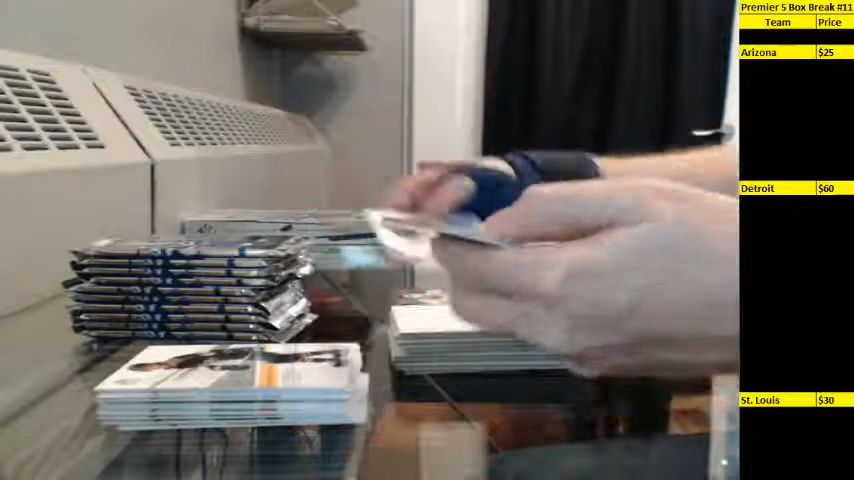 Premier 5 Box Break #11
Team Price
Arizona $25
Detroit $60
St. Louis $30